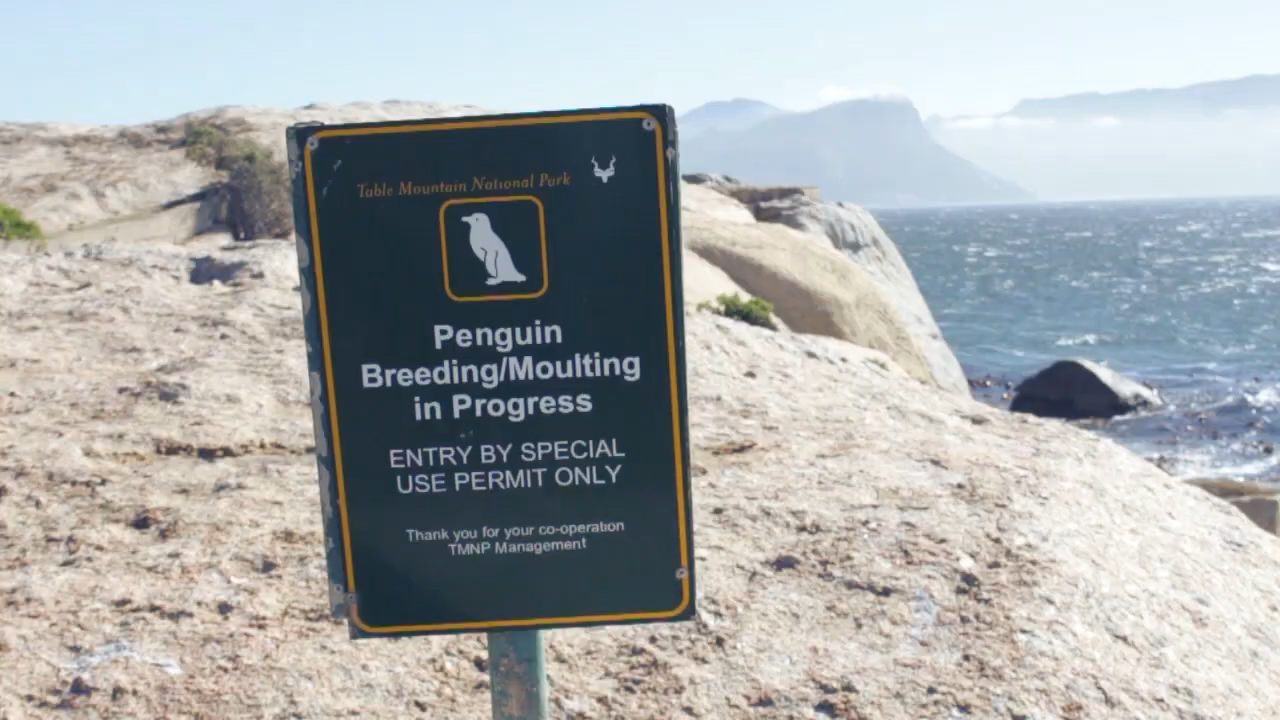 Table Mountain National Park
Penguin
Breeding/Moulting
in Progress
ENTRY BY SPECIAL
USE PERMIT ONLY
Thank you for your co-operation
TMNP Management